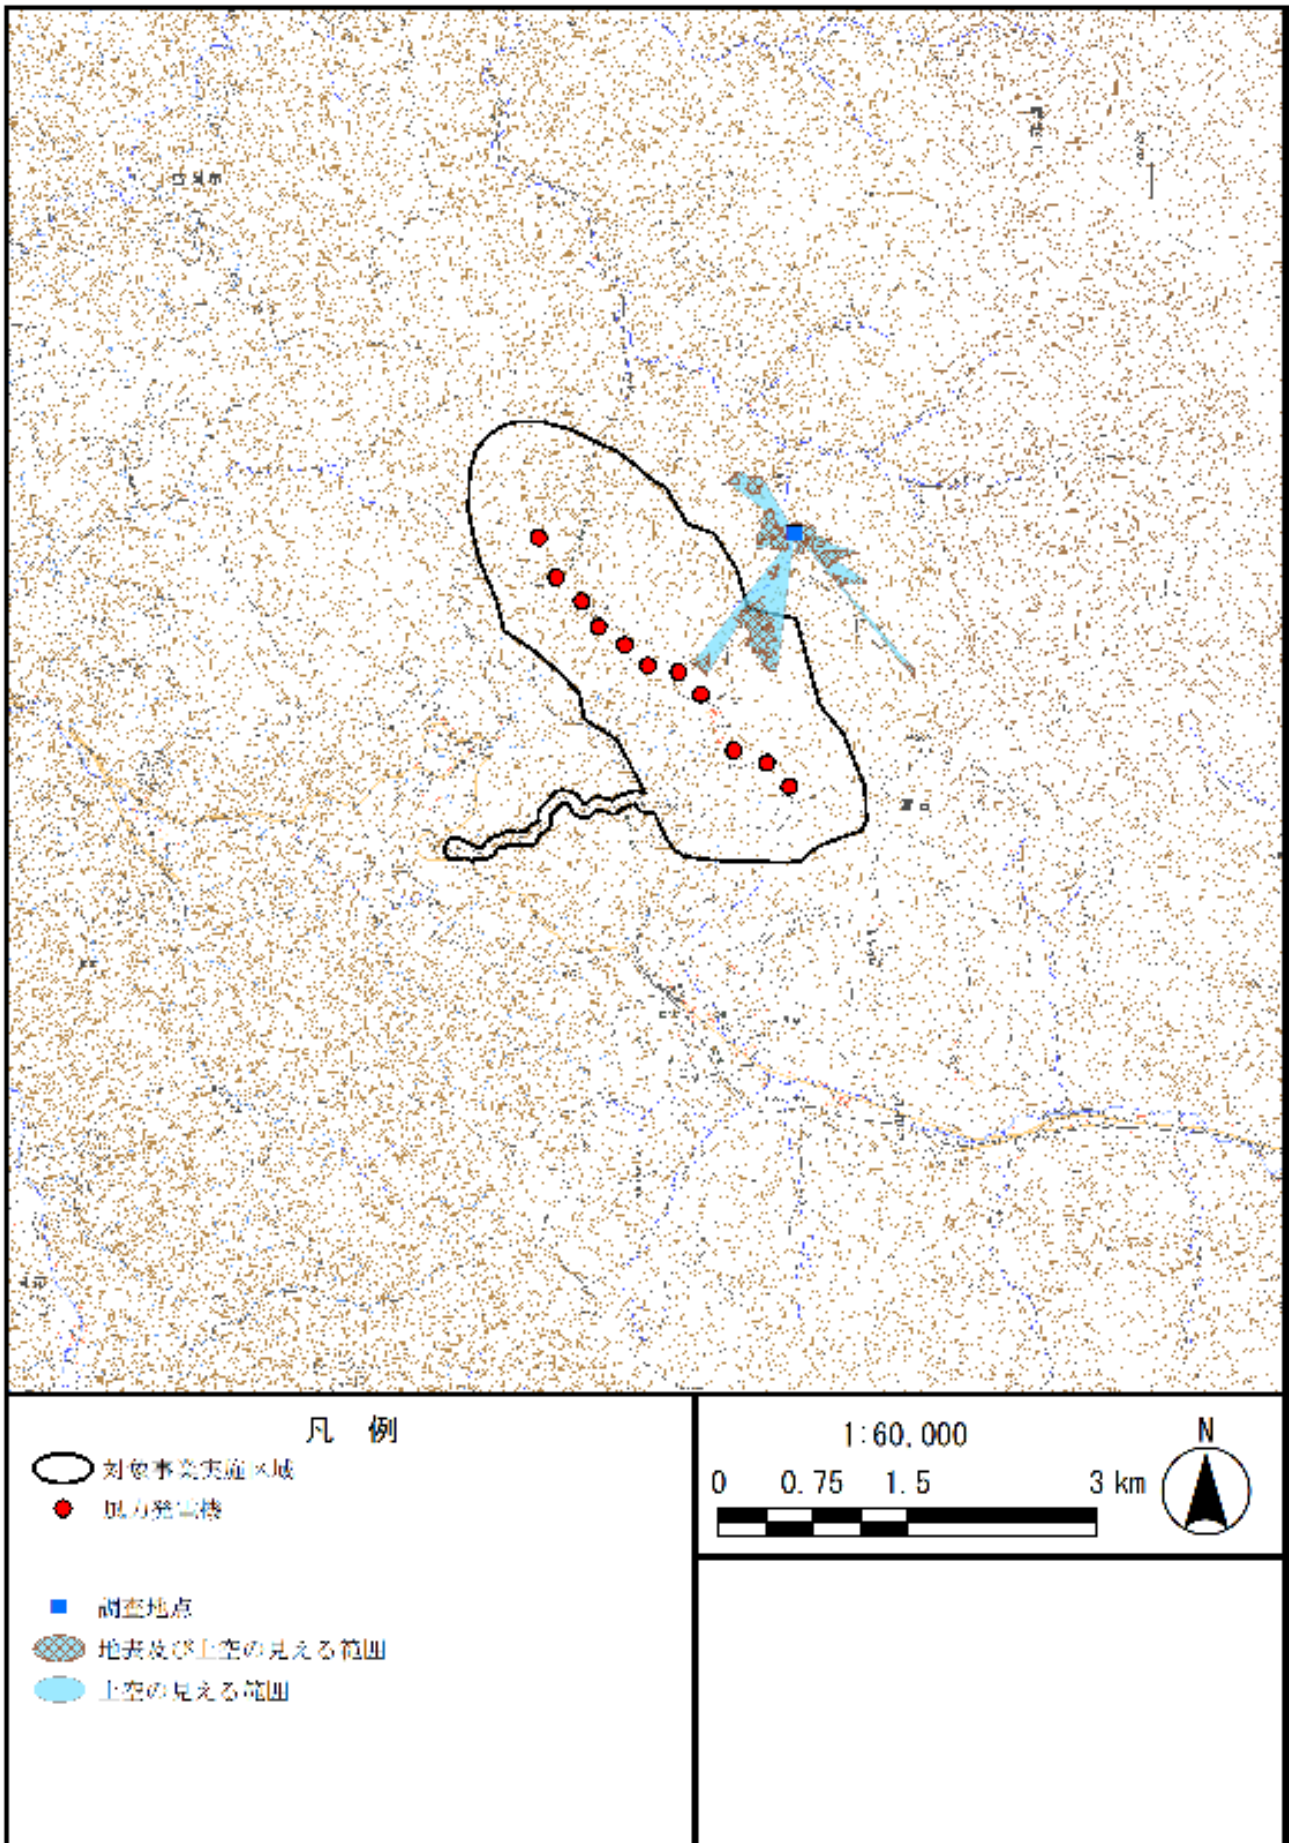 凡 例
対象事業実施区域
風力発電機
調査地点
地表及び上空の見える範囲
上空の見える範囲
1:60,000
0 0.75 1.5 3 km
N